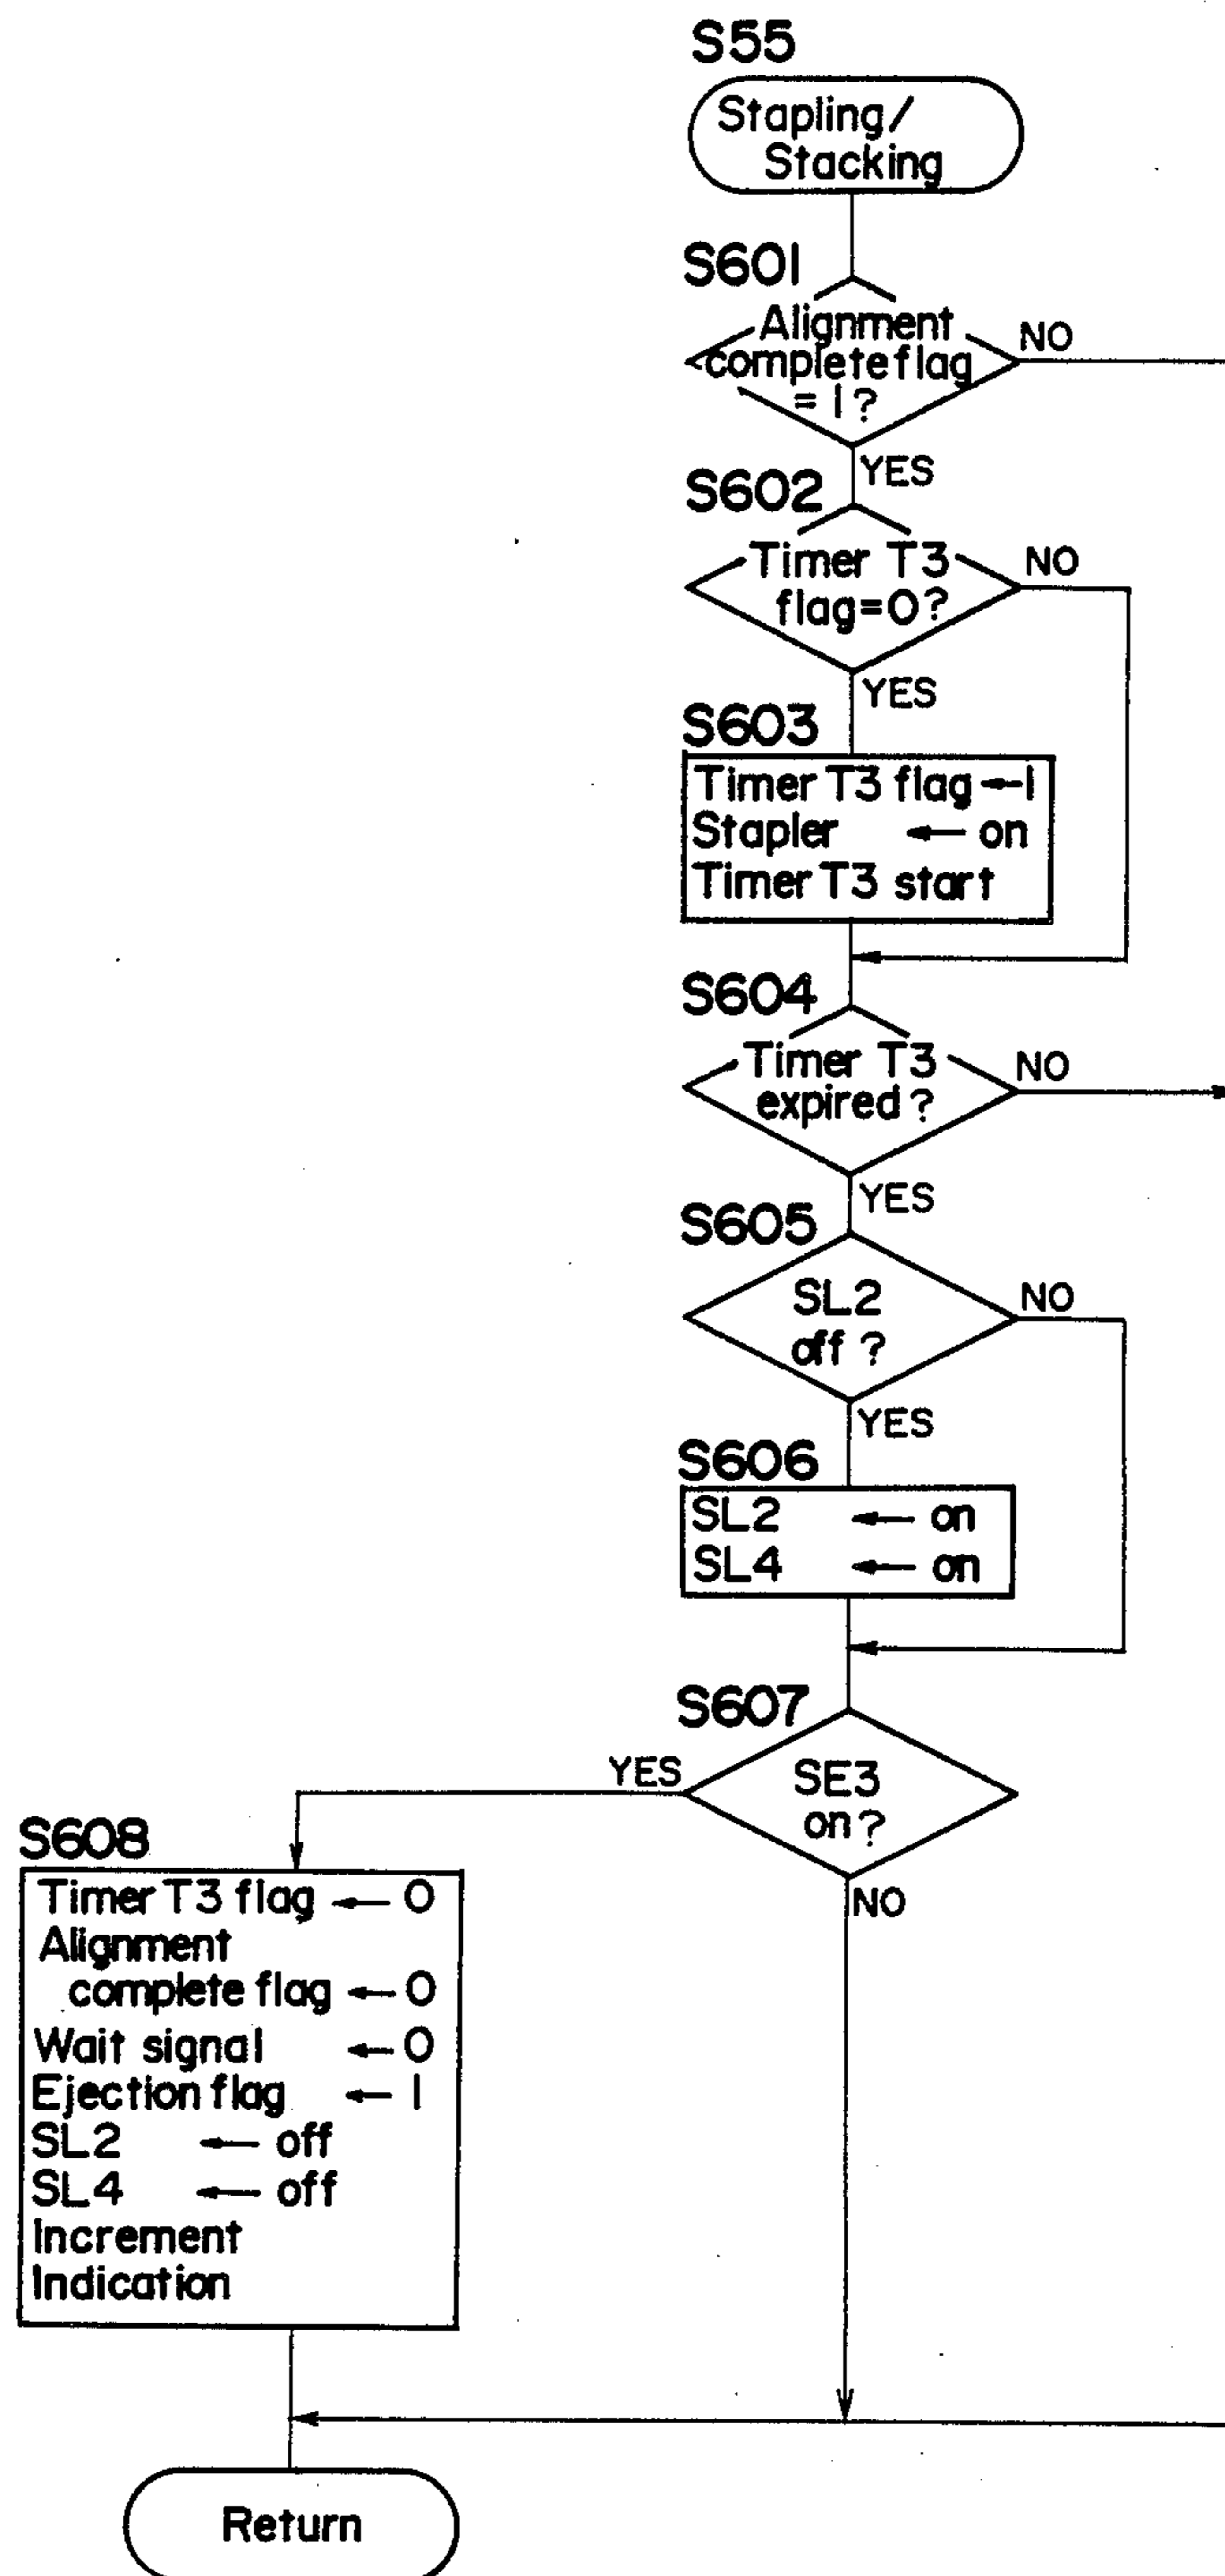 S55
Stapling/
Stacking
S601
Alignment
complete flag
= 1?
NO
YES
S602
Timer T3
flag=0?
NO
YES
S603
Timer T3 flag ← 1
Stapler ← on
Timer T3 start
S604
Timer T3
expired?
NO
YES
S605
SL2
off?
NO
YES
S606
SL2 ← on
SL4 ← on
S607
SE3
on?
YES
NO
S608
Timer T3 flag ← 0
Alignment
complete flag ← 0
Wait signal ← 0
Ejection flag ← 1
SL2 ← off
SL4 ← off
Increment
Indication
Return